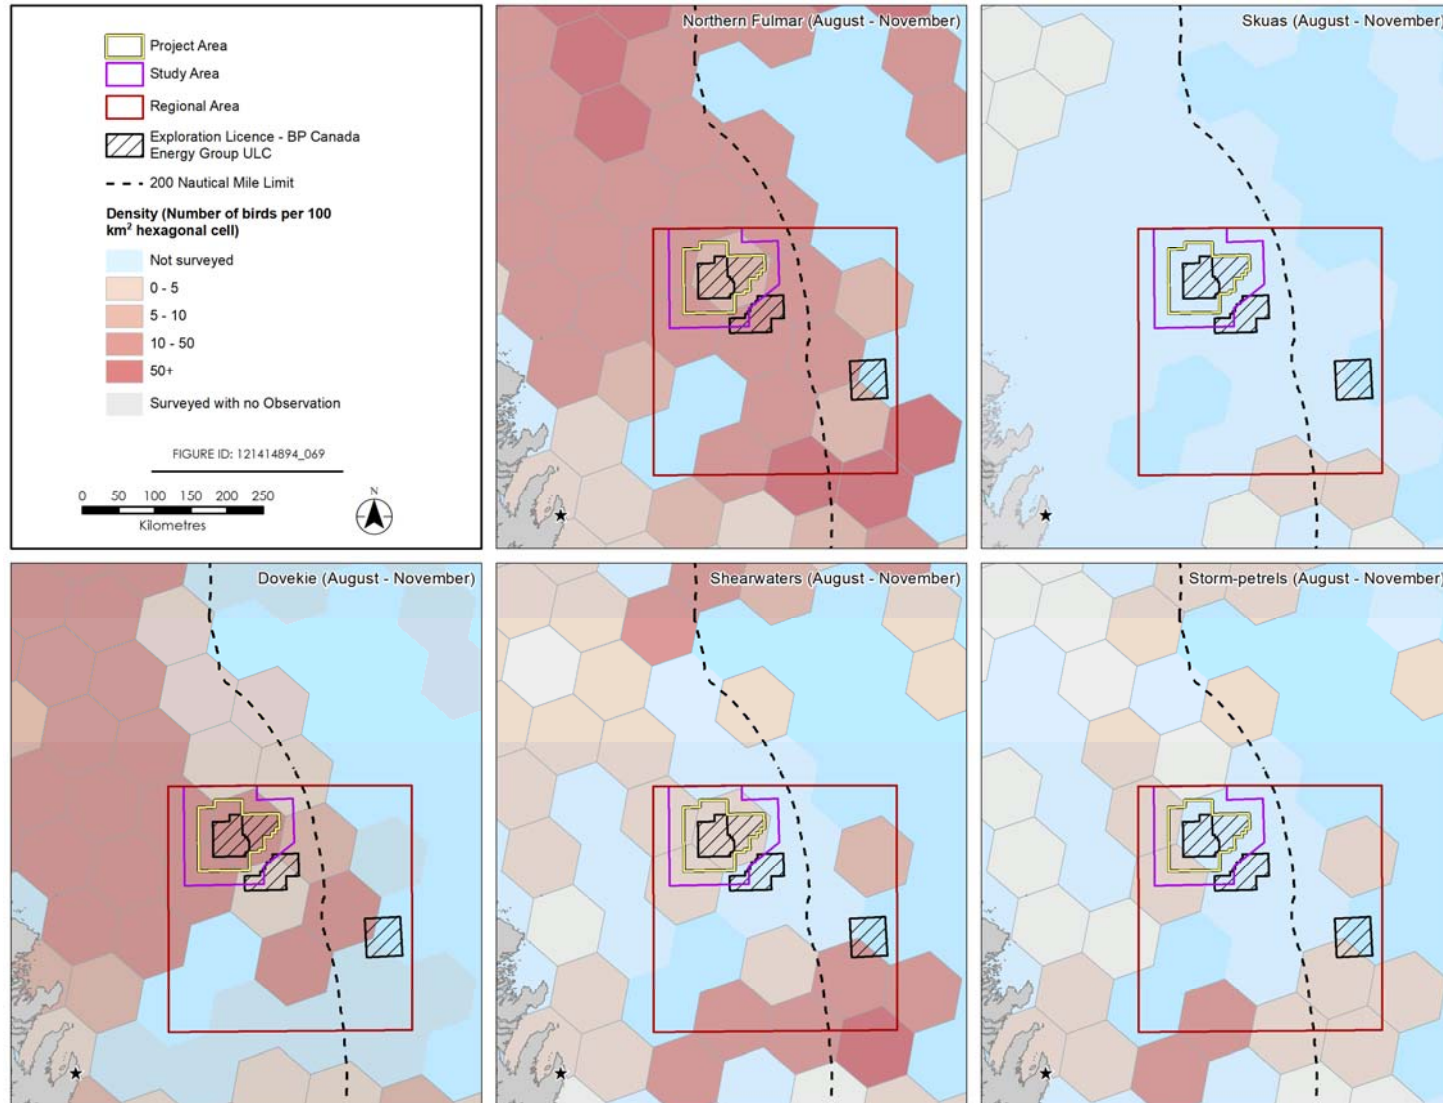 Project Area
Study Area
Regional Area
Exploration Licence - BP Canada
Energy Group ULC
200 Nautical Mile Limit
Density (Number of birds per 100
km² hexagonal cell)
Not surveyed
0 - 5
5 - 10
10 - 50
50+
Surveyed with no Observation
FIGURE ID: 121414894_069
0 50 100 150 200 250
Kilometres
N
Northern Fulmar (August - November)
Skuas (August - November)
Dovekie (August - November)
Shearwaters (August - November)
Storm-petrels (August - November)